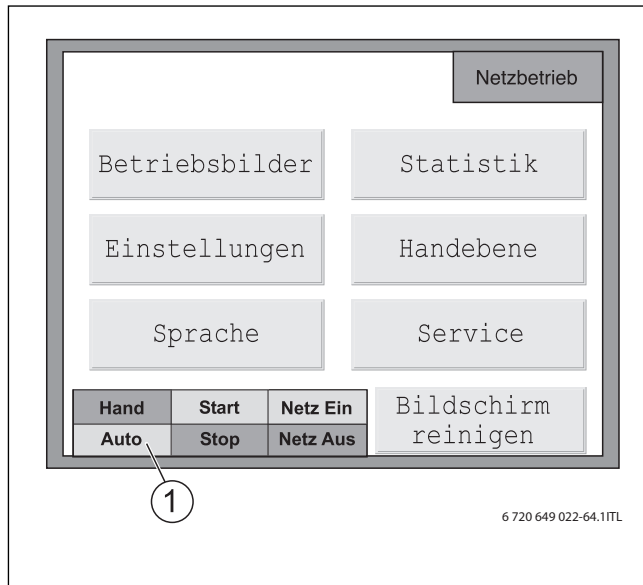 Netzbetrieb
Betriebsbilder
Statistik
Einstellungen
Handebene
Sprache
Service
Hand
Start
Netz Ein
Auto
Stop
Netz Aus
Bildschirm
reinigen
1
6 720 649 022-64.1ITL